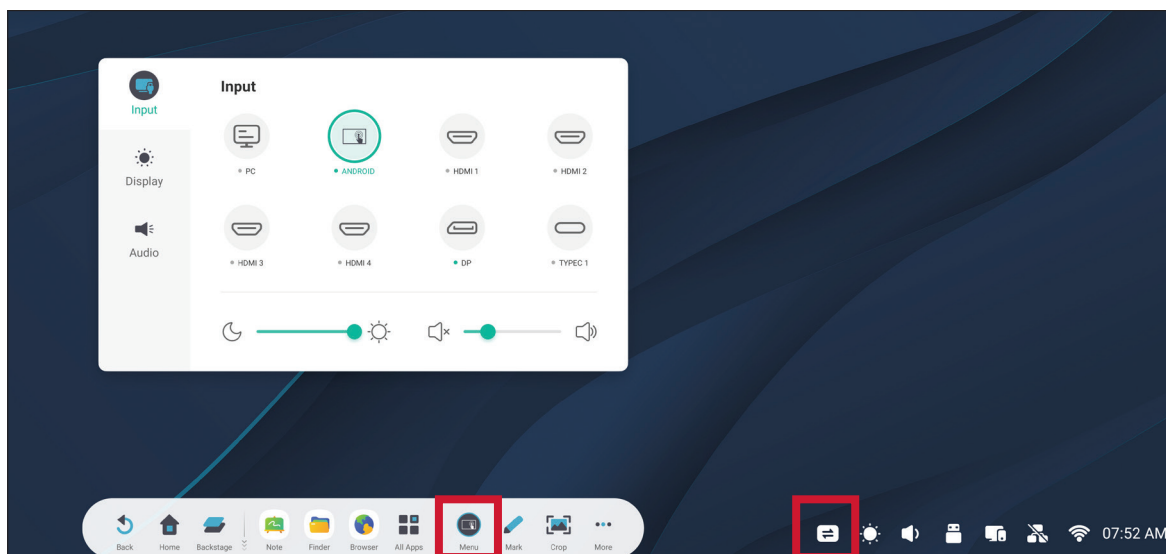 Input
Input
PC
ANDROID
HDMI 1
HDMI 2
Display
Audio
HDMI 3
HDMI 4
DP
TYPEC 1
Back
Home
Backstage
Note
Finder
Browser
All Apps
Menu
Mark
Crop
More
07:52 AM